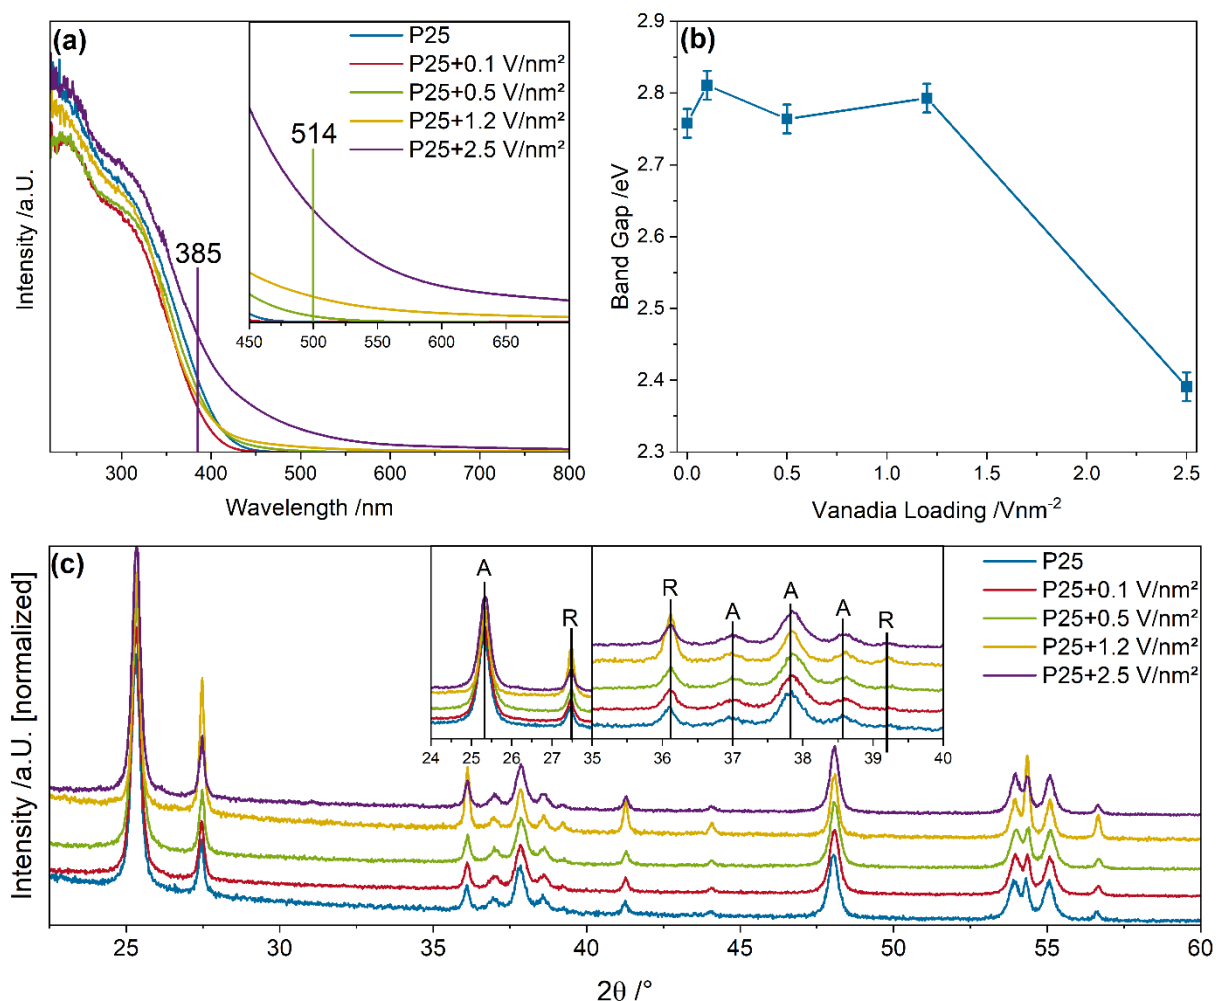 (a)
P25
P25+0.1 V/nm²
P25+0.5 V/nm²
P25+1.2 V/nm²
P25+2.5 V/nm²
514
385
450 500 550 600 650
Intensity /a.U.
300 400 500 600 700 800
Wavelength /nm
(b)
2.9
2.8
2.7
2.6
2.5
2.4
2.3
Band Gap /eV
0.0 0.5 1.0 1.5 2.0 2.5
Vanadia Loading /Vnm⁻²
(c)
A R
R A A A R
24 25 26 27 35 36 37 38 39 40
P25
P25+0.1 V/nm²
P25+0.5 V/nm²
P25+1.2 V/nm²
P25+2.5 V/nm²
Intensity /a.U. [normalized]
25 30 35 40 45 50 55 60
2θ /°